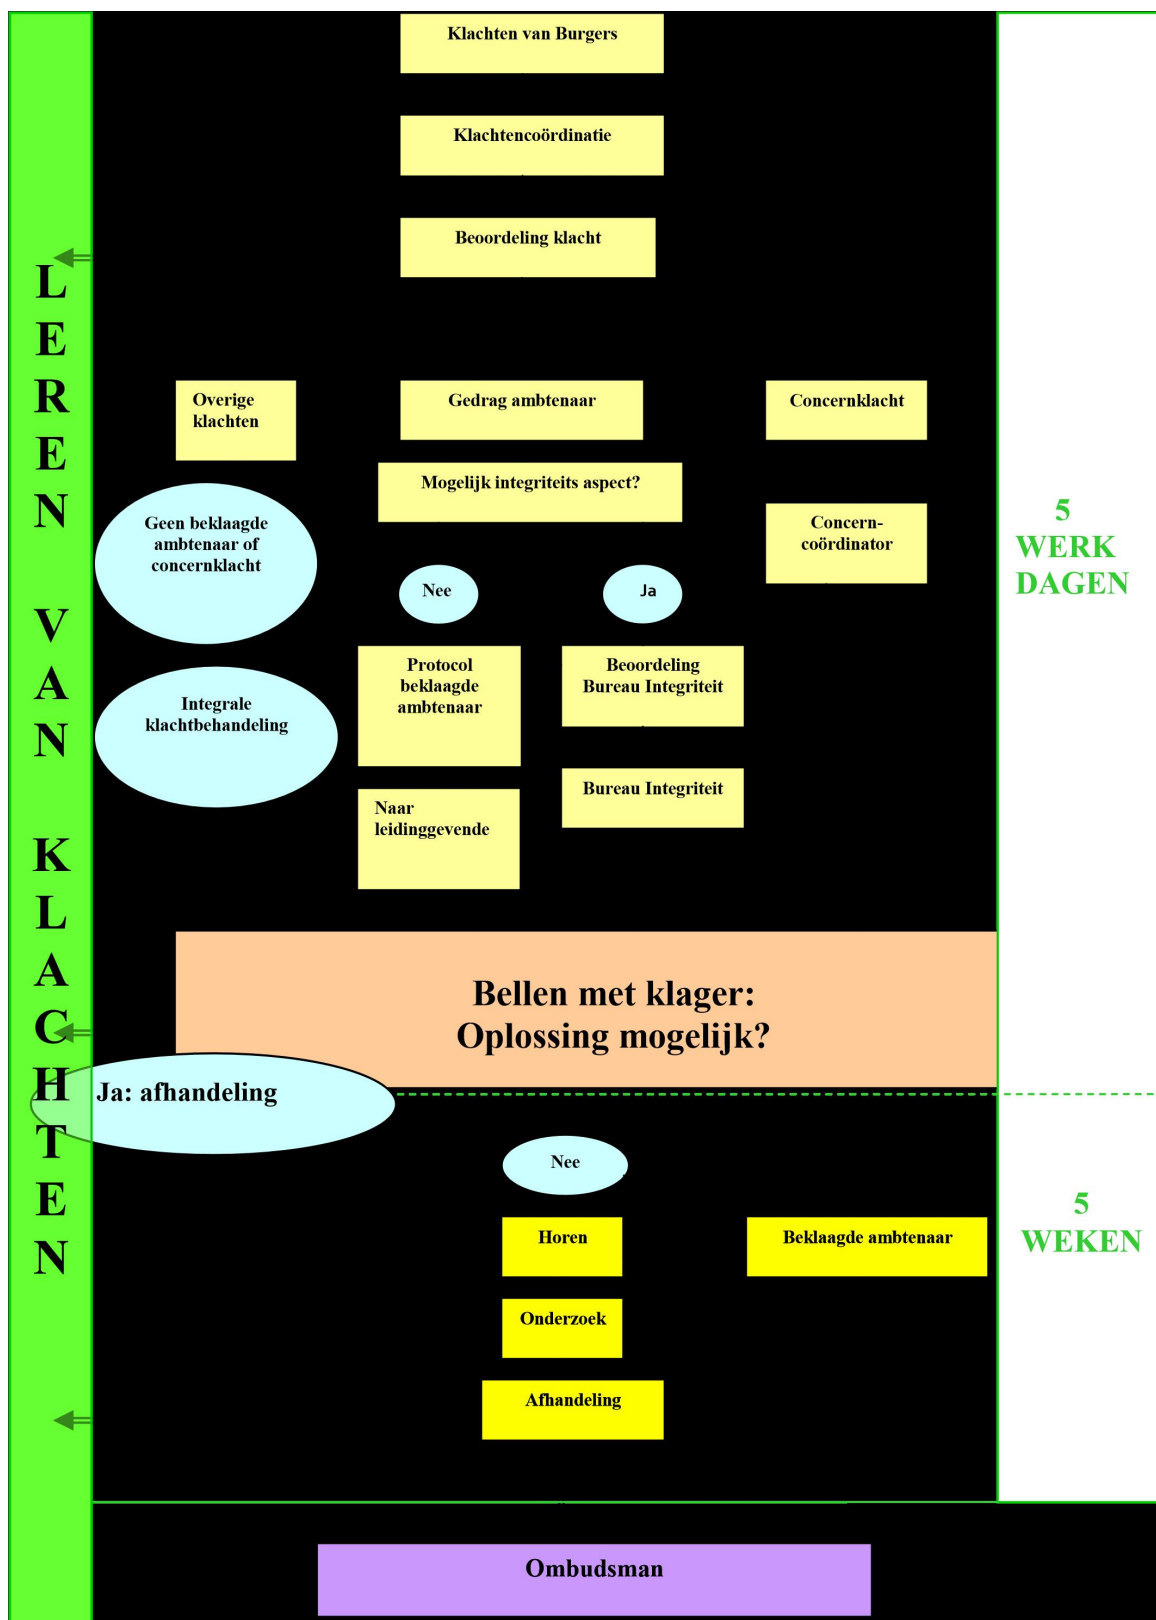 Klachten van Burgers
Klachtencoördinatie
Beoordeling klacht
Overige
klachten
Gedrag ambtenaar
Concernklacht
Mogelijk integriteits aspect?
Geen beklaagde
ambtenaar of
concernklacht
Concern-
coördinator
Nee
Ja
Protocol
beklaagde
ambtenaar
Beoordeling
Bureau Integriteit
Integrale
klachtbehandeling
Bureau Integriteit
Naar
leidinggevende
Bellen met klager:
Oplossing mogelijk?
Ja: afhandeling
Nee
Horen
Beklaagde ambtenaar
Onderzoek
Afhandeling
Ombudsman
LEREN VAN KLACHTEN
5
WERK
DAGEN
5
WEKEN